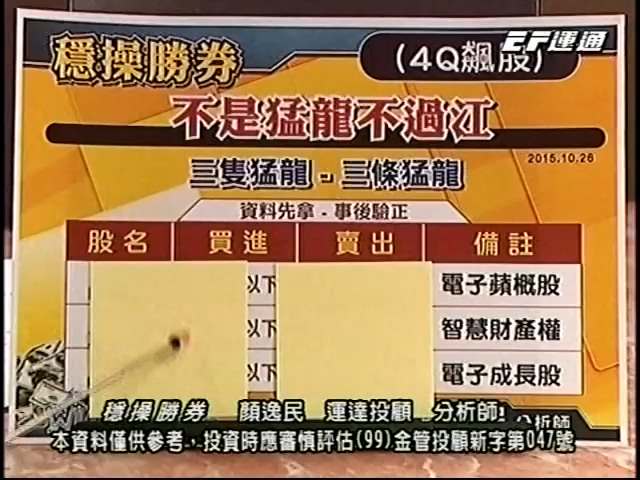 EF運通
穩操勝券
(4Q飆股)
不是猛龍不過江
2015.10.26
三隻猛龍 - 三條猛龍
資料先拿 - 事後驗正
股名 買進 賣出 備註
以下 電子蘋概股
以下 智慧財產權
以下 電子成長股
穩操勝券 顏逸民 運達投顧 分析師!
分析師
本資料僅供參考,投資時應審慎評估(99)金管投顧新字第047號